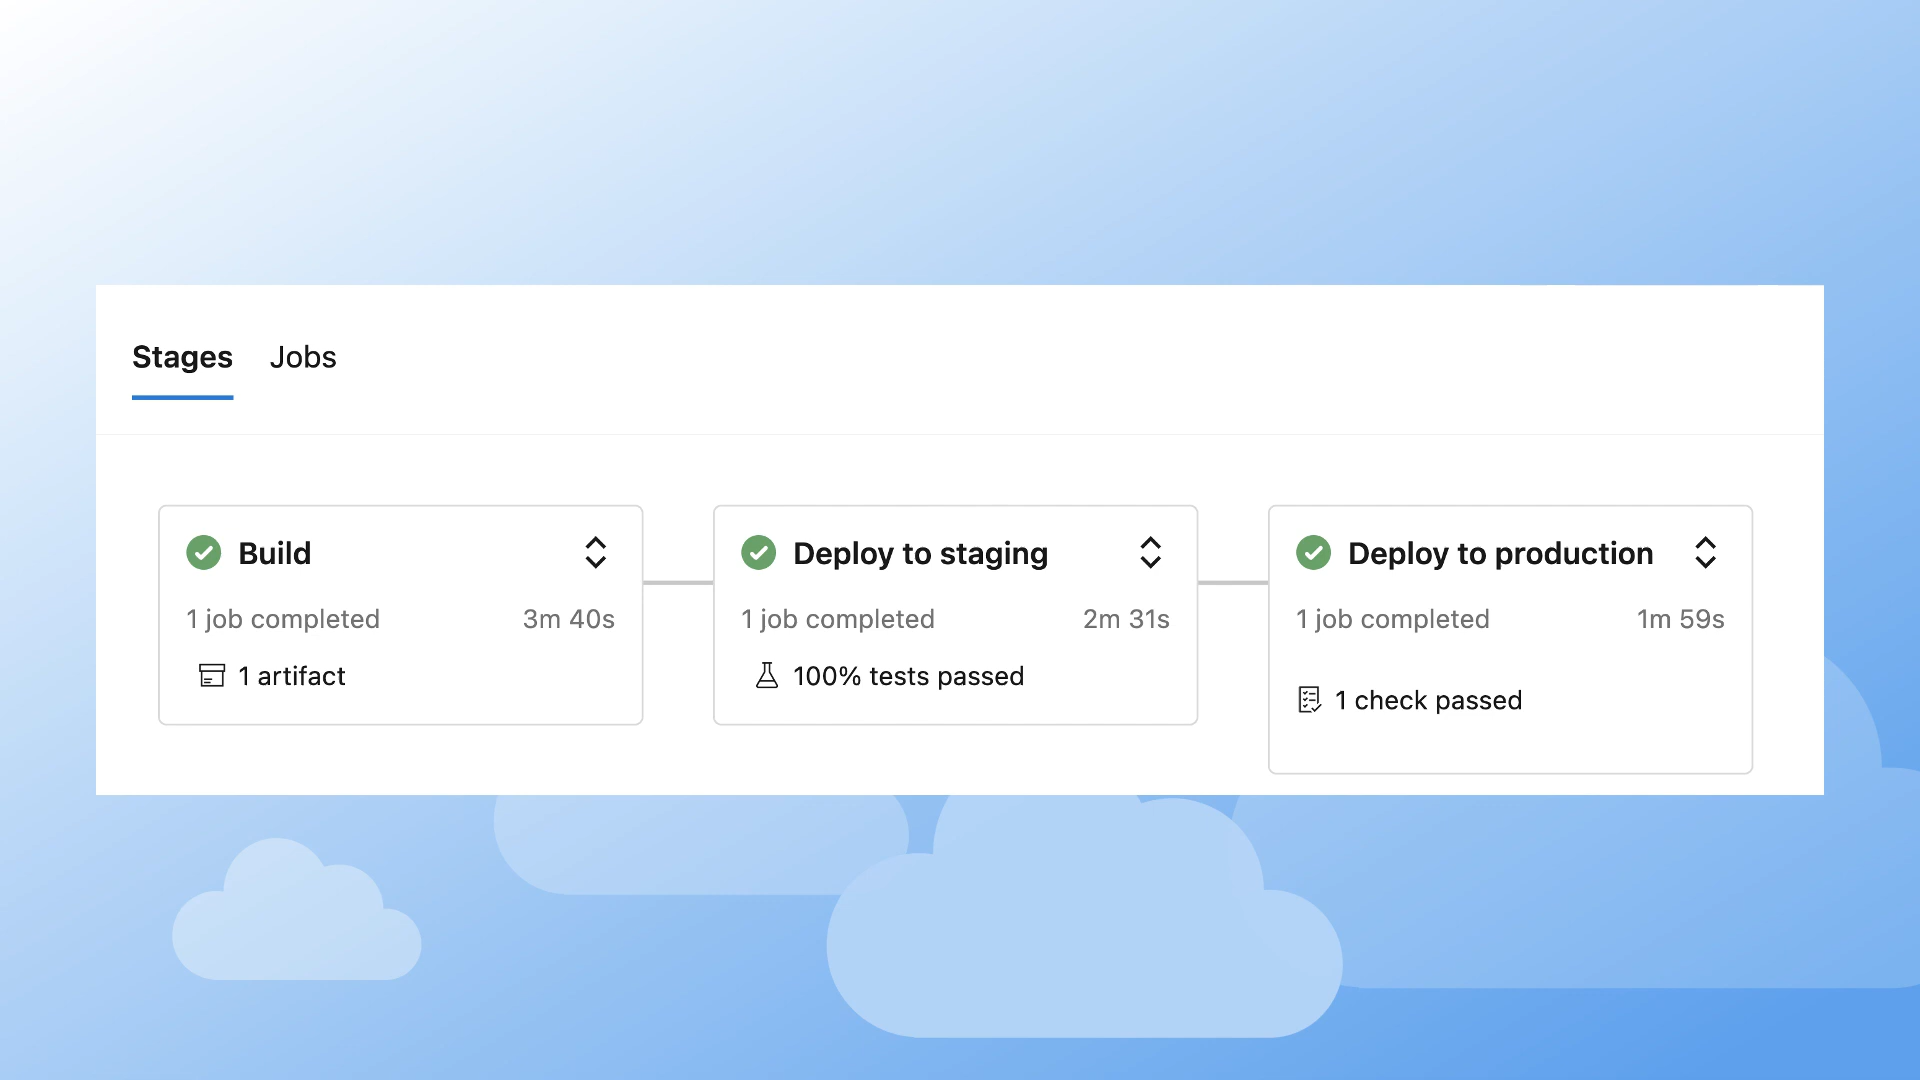 Stages Jobs
Build
1 job completed 3m 40s
1 artifact
Deploy to staging
1 job completed 2m 31s
100% tests passed
Deploy to production
1 job completed 1m 59s
1 check passed